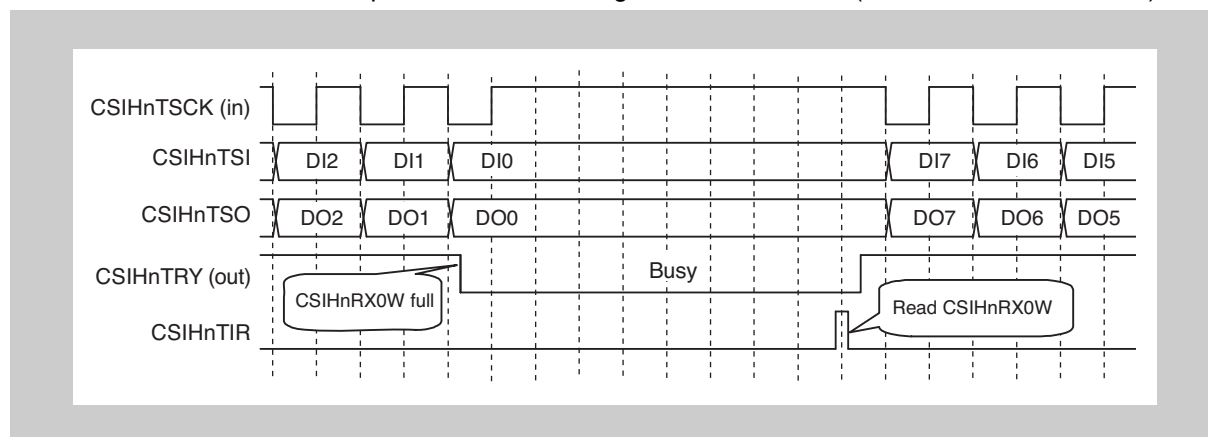 CSIHnTSCK (in)
CSIHnTSI DI2 DI1 DI0 DI7 DI6 DI5
CSIHnTSO DO2 DO1 DO0 DO7 DO6 DO5
CSIHnTRY (out) Busy
CSIHnRX0W full
Read CSIHnRX0W
CSIHnTIR